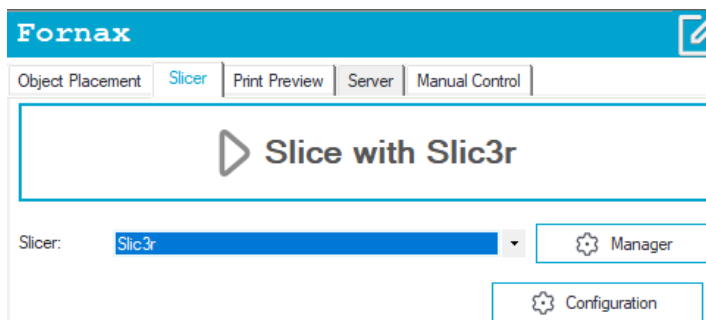 Fornax
Object Placement Slicer Print Preview Server Manual Control
Slice with Slic3r
Slicer: Slic3r Manager
Configuration